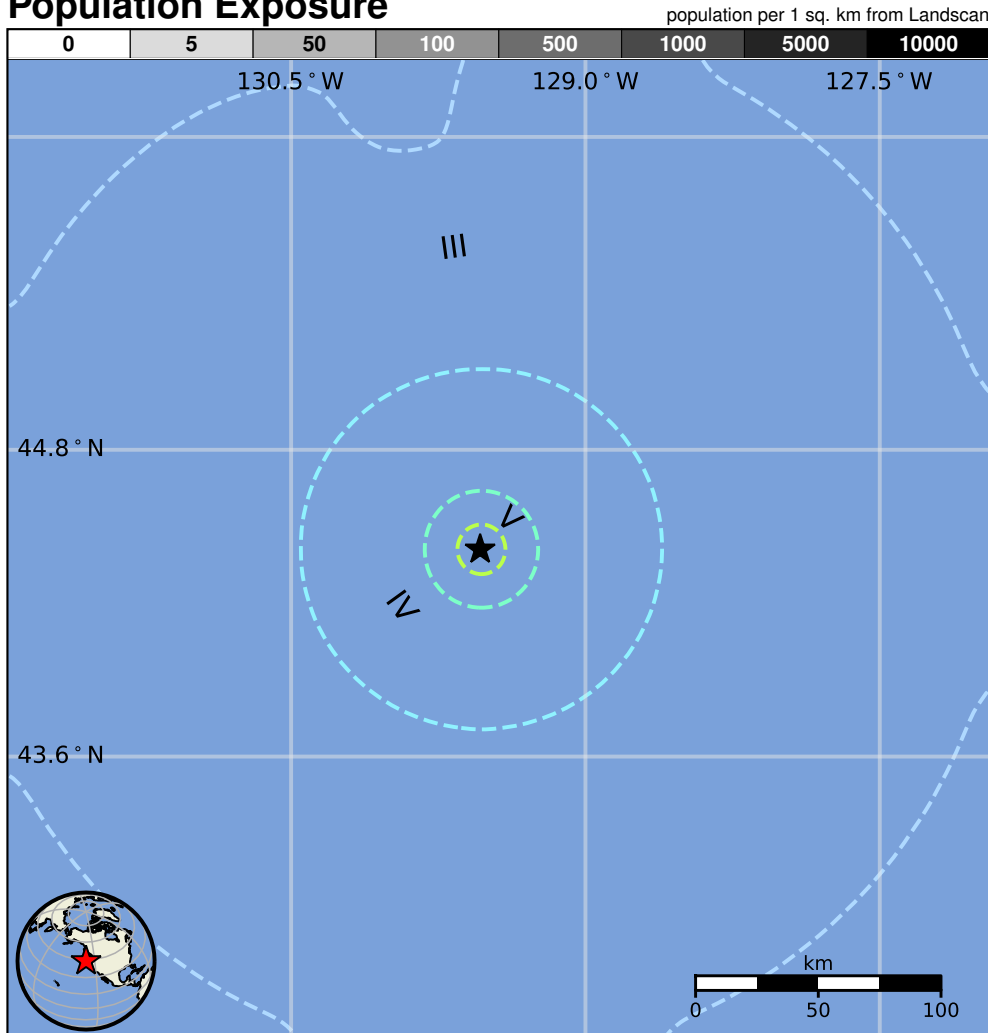 Population Exposure
population per 1 sq. km from Landscan
0 5 50 100 500 1000 5000 10000
130.5°W 129.0°W 127.5°W
III
44.8°N
V
IV
43.6°N
km
0 50 100